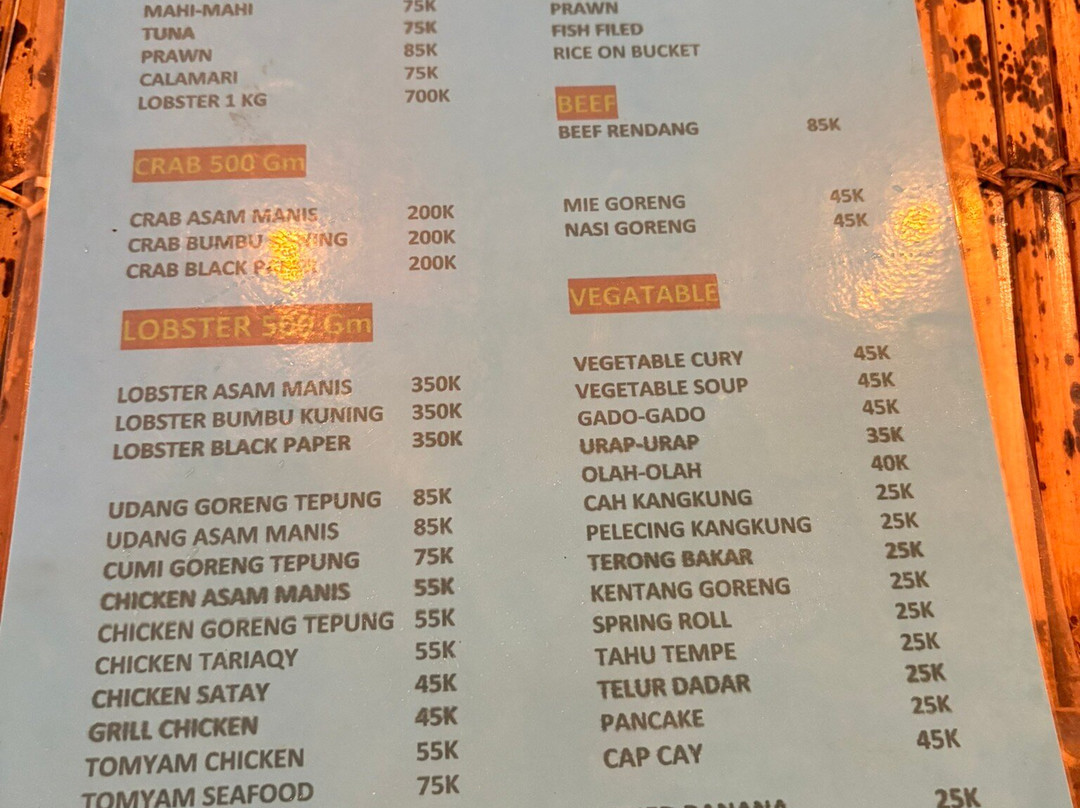 MAHI-MAHI 75K
TUNA 75K
PRAWN 85K
CALAMARI 75K
LOBSTER 1 KG 700K
CRAB 500 Gm
CRAB ASAM MANIS 200K
CRAB BUMBU 200K
CRAB BLACK 200K
LOBSTER 500 Gm
LOBSTER ASAM MANIS 350K
LOBSTER BUMBU KUNING 350K
LOBSTER BLACK PAPER 350K
UDANG GORENG TEPUNG 85K
UDANG ASAM MANIS 85K
CUMI GORENG TEPUNG 75K
CHICKEN ASAM MANIS 55K
CHICKEN GORENG TEPUNG 55K
CHICKEN TARIAQY 55K
CHICKEN SATAY 45K
GRILL CHICKEN 45K
TOMYAM CHICKEN 55K
TOMYAM SEAFOOD 75K
PRAWN
FISH FILED
RICE ON BUCKET
BEEF
BEEF RENDANG 85K
MIE GORENG 45K
NASI GORENG 45K
VEGATABLE
VEGETABLE CURY 45K
VEGETABLE SOUP 45K
GADO-GADO 45K
URAP-URAP 35K
OLAH-OLAH 40K
CAH KANGKUNG 25K
PELECING KANGKUNG 25K
TERONG BAKAR 25K
KENTANG GORENG 25K
SPRING ROLL 25K
TAHU TEMPE 25K
TELUR DADAR 25K
PANCAKE 25K
CAP CAY 45K
BANANA 25K